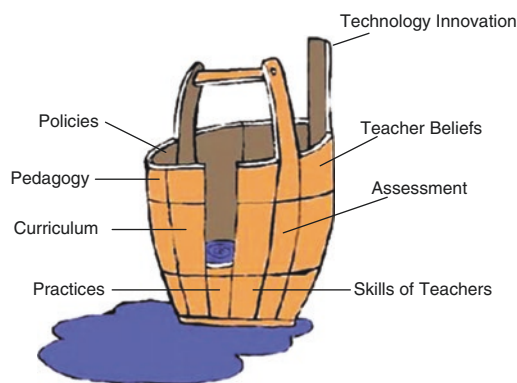 Technology Innovation
Policies
Teacher Beliefs
Pedagogy
Assessment
Curriculum
Practices
Skills of Teachers